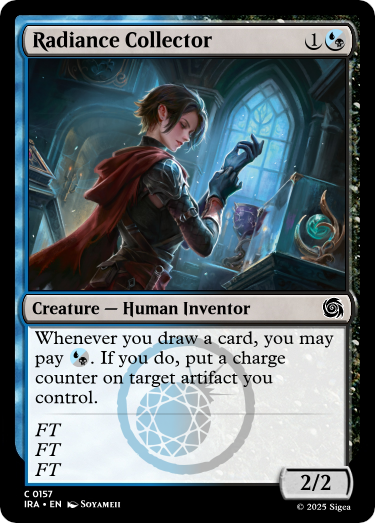 Radiance Collector 1
Creature — Human Inventor
Whenever you draw a card, you may
pay . If you do, put a charge
counter on target artifact you
control.
FT
FT
FT
2/2
C 0157
IRA • EN SOYAMEII
© 2025 Sigea